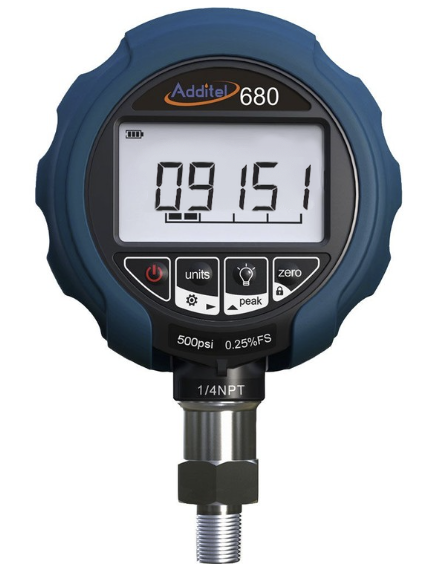 Additel 680
09151
units
zero
peak
500psi 0.25%FS
1/4NPT